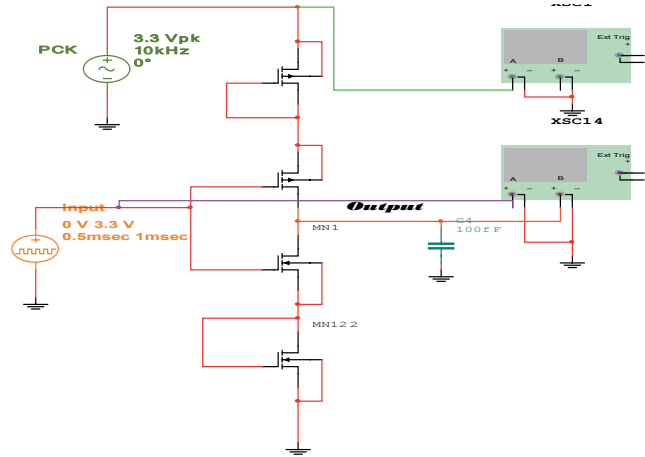 PCK
3.3 Vpk
10kHz
0°
+
−
Ext Trig
+
A
B
+
−
+
−
XSC14
Ext Trig
+
A
B
+
−
+
−
Input
0 V 3.3 V
0.5msec 1msec
+
Output
C4
100fF
MN1
MN122